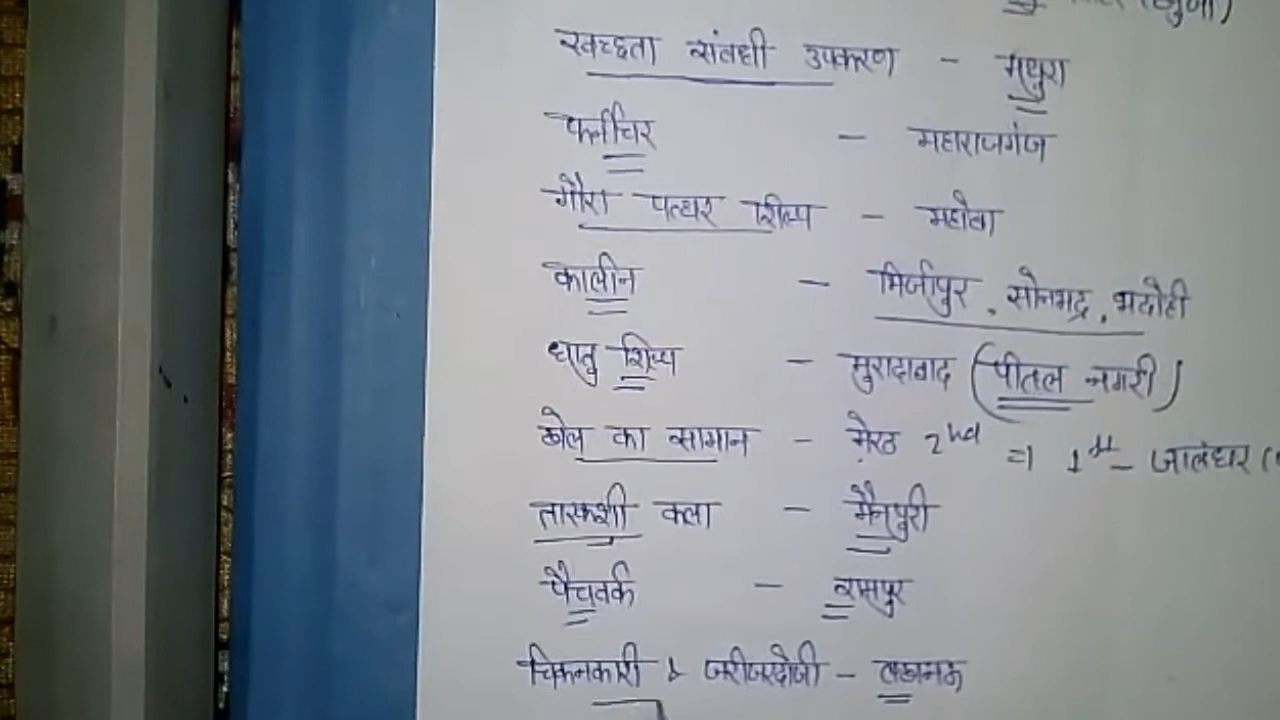 स्वच्छता संबधी उपकरण - मथुरा
फर्नीचर - महाराजगंज
गौरा पत्थर शिल्प - महोबा
कालीन - मिर्जापुर, सोनभद्र, भदोही
धातु शिल्प - मुरादाबाद (पीतल नगरी)
खेल का सामान - मेरठ 2nd => 1st - जालंधर (
तारकशी कला - मैनपुरी
पैचवर्क - रामपुर
चिकनकारी & जरीजरदोजी - लखनऊ